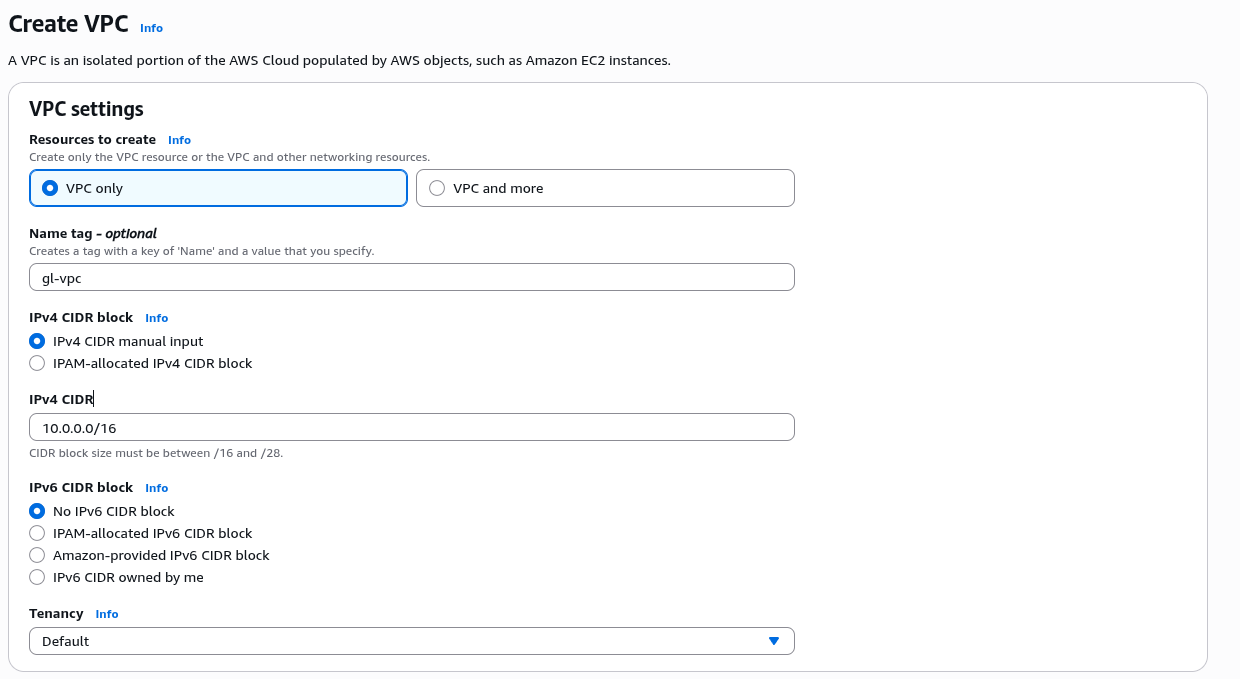 Create VPC Info
A VPC is an isolated portion of the AWS Cloud populated by AWS objects, such as Amazon EC2 instances.
VPC settings
Resources to create Info
Create only the VPC resource or the VPC and other networking resources.
VPC only VPC and more
Name tag - optional
Creates a tag with a key of 'Name' and a value that you specify.
gl-vpc
IPv4 CIDR block Info
IPv4 CIDR manual input
IPAM-allocated IPv4 CIDR block
IPv4 CIDR
10.0.0.0/16
CIDR block size must be between /16 and /28.
IPv6 CIDR block Info
No IPv6 CIDR block
IPAM-allocated IPv6 CIDR block
Amazon-provided IPv6 CIDR block
IPv6 CIDR owned by me
Tenancy Info
Default